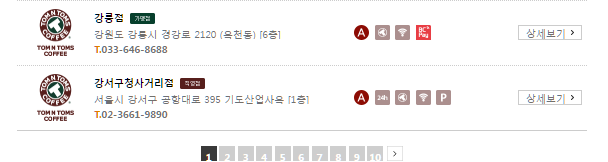 TOM N TOMS
COFFEE
강릉점 가맹점
강원도 강릉시 경강로 2120 (옥천동) [6층]
T.033-646-8688
A BC Pay
상세보기 >
TOM N TOMS
COFFEE
강서구청사거리점 직영점
서울시 강서구 공항대로 395 기도산업사옥 [1층]
T.02-3661-9890
A 24h P
상세보기 >
1 2 3 4 5 6 7 8 9 10 >